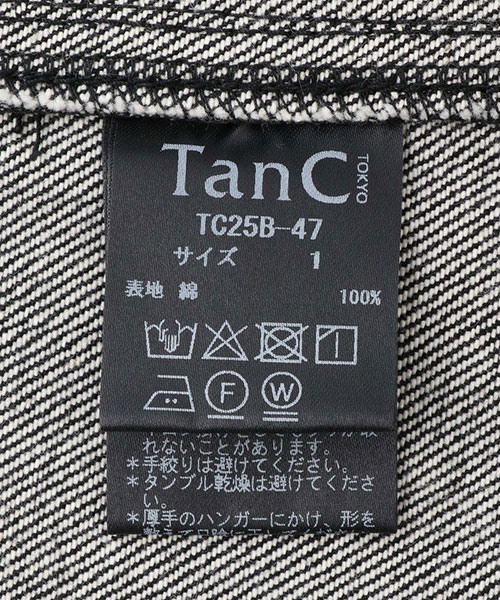 TanC TOKYO
TC25B-47
サイズ 1
表地 綿 100%
F W
れないことがあります。
*手絞りは避けてください。
*タンブル乾燥は避けてくださ
い。
*厚手のハンガーにかけ、形を